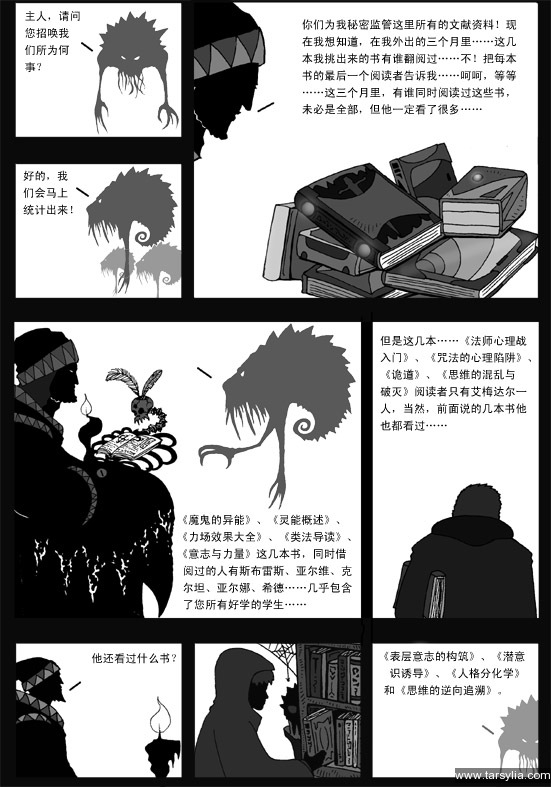 主人，请问
您招唤我
们所为何
事？
你们为我秘密监管这里所有的文献资料！现
在我想知道，在我外出的三个月里……这几
本我挑出来的书有谁翻阅过……不！把每本
书的最后一个阅读者告诉我……呵呵，等等
……这三个月里，有谁同时阅读过这些书，
未必是全部，但他一定看了很多……
好的，我
们会马上
统计出来！
《魔鬼的异能》、《灵能概述》、
《力场效果大全》、《类法导读》、
《意志与力量》这几本书，同时借
阅过的人有斯布雷斯、亚尔维、克
尔坦、亚尔娜、希德……几乎包含
了您所有好学的学生……
但是这几本……《法师心理战
入门》、《咒法的心理陷阱》、
《诡道》、《思维的混乱与
破灭》阅读者只有艾梅达尔一
人，当然，前面说的几本书他
也都看过……
他还看过什么书？
《表层意志的构筑》、《潜意
识诱导》、《人格分化学》
和《思维的逆向追溯》。
www.tarsylia.com